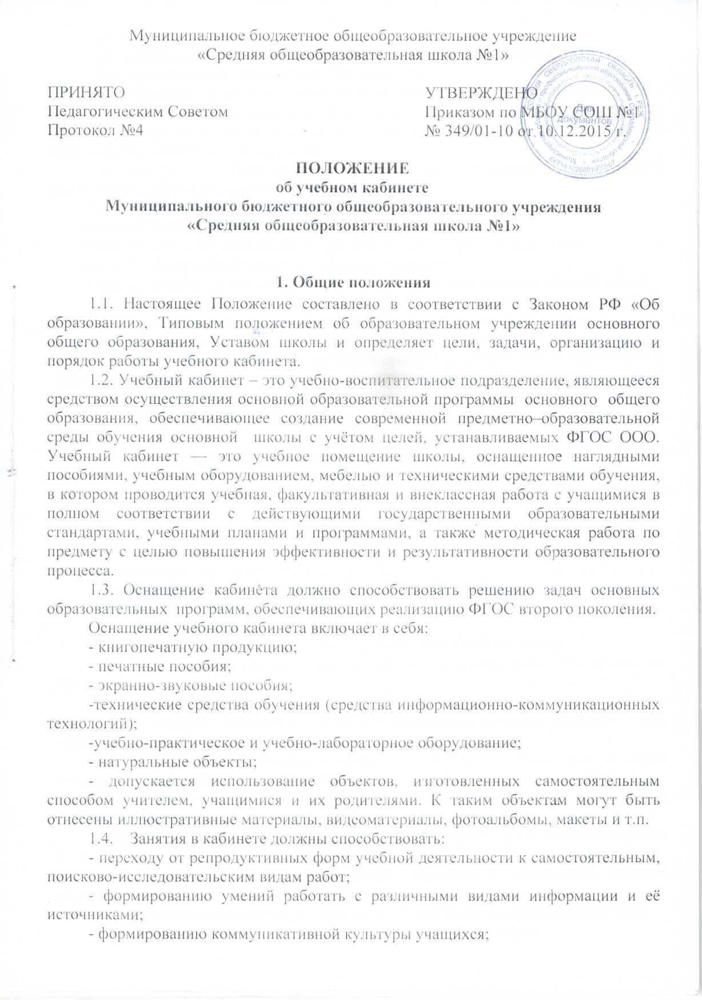 Муниципальное бюджетное общеобразовательное учреждение
«Средняя общеобразовательная школа №1»
ПРИНЯТО
Педагогическим Советом
Протокол №4
УТВЕРЖДЕНО
Приказом по МБОУ СОШ №1
№ 349/01-10 от 10.12.2015 г.
Для
документов
ПОЛОЖЕНИЕ
об учебном кабинете
Муниципального бюджетного общеобразовательного учреждения
«Средняя общеобразовательная школа №1»
1. Общие положения
1.1. Настоящее Положение составлено в соответствии с Законом РФ «Об
образовании», Типовым положением об образовательном учреждении основного
общего образования, Уставом школы и определяет цели, задачи, организацию и
порядок работы учебного кабинета.
1.2. Учебный кабинет – это учебно-воспитательное подразделение, являющееся
средством осуществления основной образовательной программы основного общего
образования, обеспечивающее создание современной предметно–образовательной
среды обучения основной школы с учётом целей, устанавливаемых ФГОС ООО.
Учебный кабинет — это учебное помещение школы, оснащенное наглядными
пособиями, учебным оборудованием, мебелью и техническими средствами обучения,
в котором проводится учебная, факультативная и внеклассная работа с учащимися в
полном соответствии с действующими государственными образовательными
стандартами, учебными планами и программами, а также методическая работа по
предмету с целью повышения эффективности и результативности образовательного
процесса.
1.3. Оснащение кабинета должно способствовать решению задач основных
образовательных программ, обеспечивающих реализацию ФГОС второго поколения.
Оснащение учебного кабинета включает в себя:
- книгопечатную продукцию;
- печатные пособия;
- экранно-звуковые пособия;
-технические средства обучения (средства информационно-коммуникационных
технологий);
-учебно-практическое и учебно-лабораторное оборудование;
- натуральные объекты;
- допускается использование объектов, изготовленных самостоятельным
способом учителем, учащимися и их родителями. К таким объектам могут быть
отнесены иллюстративные материалы, видеоматериалы, фотоальбомы, макеты и т.п.
1.4. Занятия в кабинете должны способствовать:
- переходу от репродуктивных форм учебной деятельности к самостоятельным,
поисково-исследовательским видам работ;
- формированию умений работать с различными видами информации и её
источниками;
- формированию коммуникативной культуры учащихся;